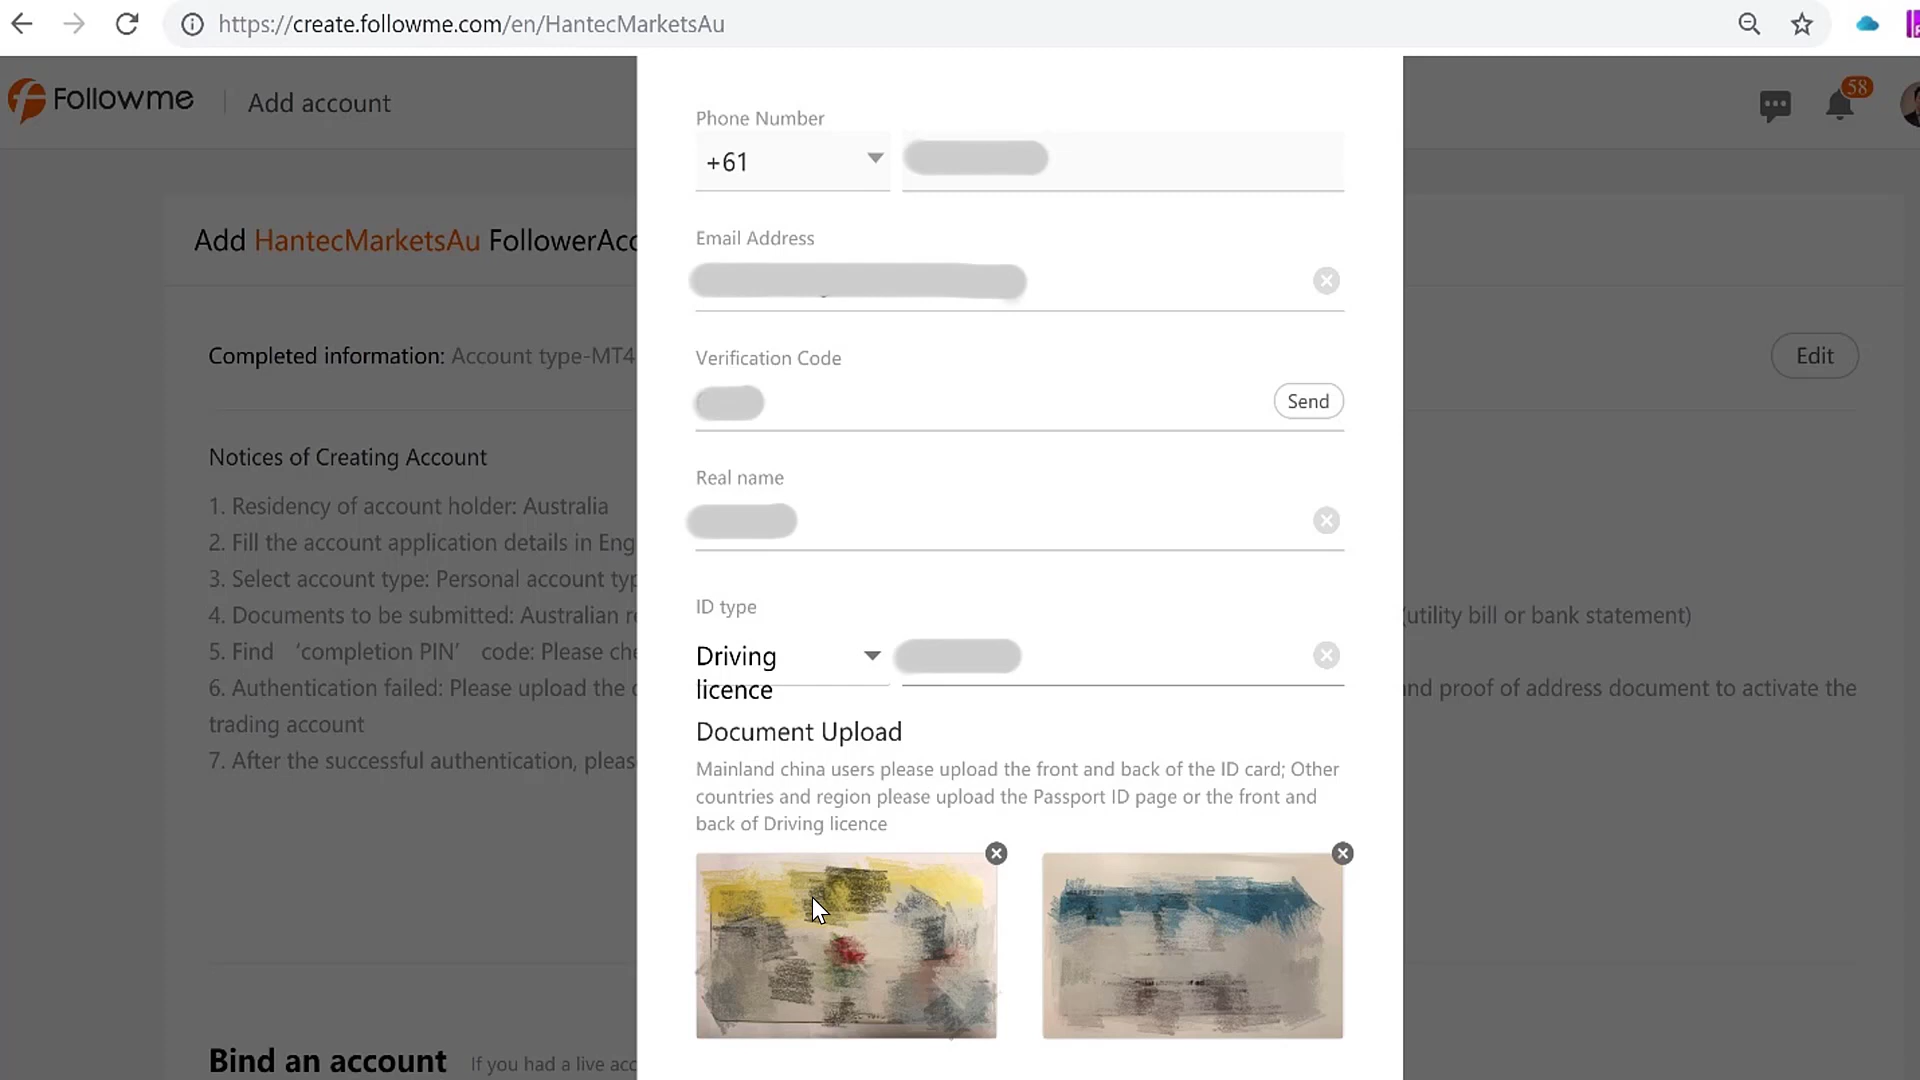 https://create.followme.com/en/HantecMarketsAu
Followme
Add account
58
Phone Number
+61
Email Address
Verification Code
Send
Real name
ID type
Driving
licence
Document Upload
Mainland china users please upload the front and back of the ID card; Other
countries and region please upload the Passport ID page or the front and
back of Driving licence
Add HantecMarketsAu FollowerAcc
Completed information: Account type-MT4
Edit
Notices of Creating Account
1. Residency of account holder: Australia
2. Fill the account application details in Eng
3. Select account type: Personal account typ
4. Documents to be submitted: Australian re
(utility bill or bank statement)
5. Find ‘completion PIN’ code: Please che
6. Authentication failed: Please upload the
nd proof of address document to activate the
trading account
7. After the successful authentication, pleas
Bind an account
If you had a live acc